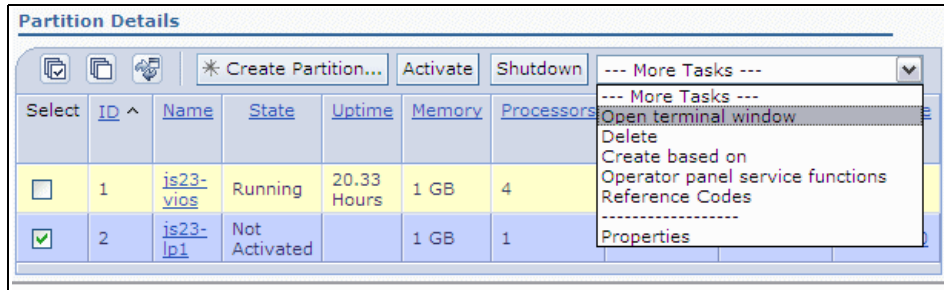 Partition Details
Create Partition... Activate Shutdown --- More Tasks ---
--- More Tasks ---
Open terminal window
Delete
Create based on
Operator panel service functions
Reference Codes
------------------
Properties
Select ID ^ Name State Uptime Memory Processors
1 js23-vios Running 20.33 Hours 1 GB 4
2 js23-lp1 Not Activated 1 GB 1